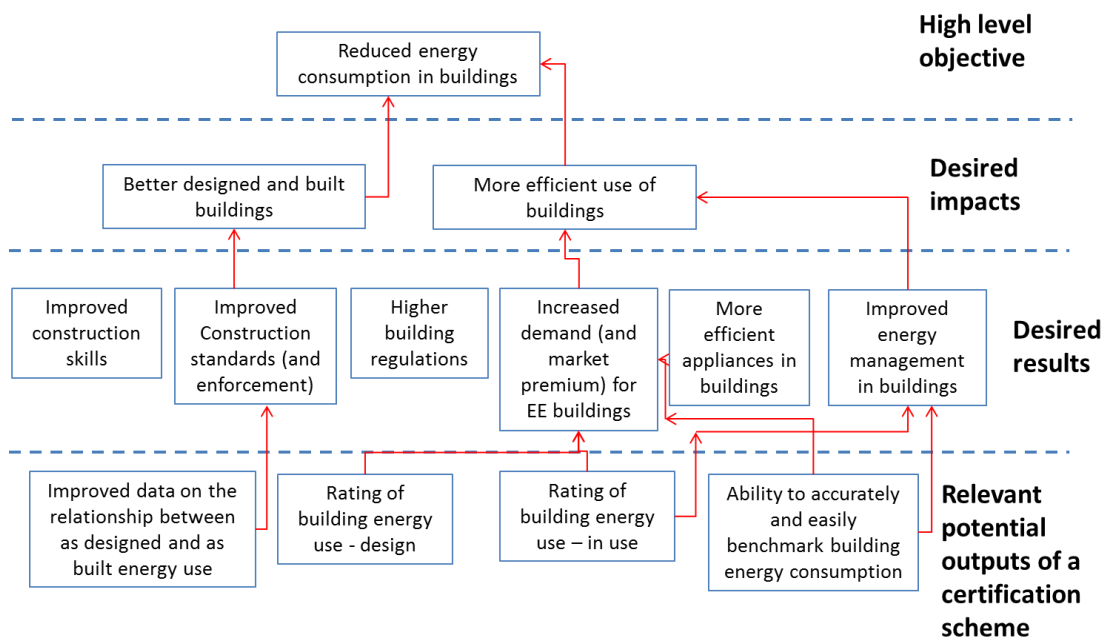 High level
objective
Reduced energy
consumption in buildings
Better designed and built
buildings
More efficient use of
buildings
Desired
impacts
Improved
construction
skills
Improved
Construction
standards (and
enforcement)
Higher
building
regulations
Increased
demand (and
market
premium) for
EE buildings
More
efficient
appliances in
buildings
Improved
energy
management
in buildings
Desired
results
Improved data on the
relationship between
as designed and as
built energy use
Rating of
building energy
use - design
Rating of
building energy
use – in use
Ability to accurately
and easily
benchmark building
energy consumption
Relevant
potential
outputs of a
certification
scheme